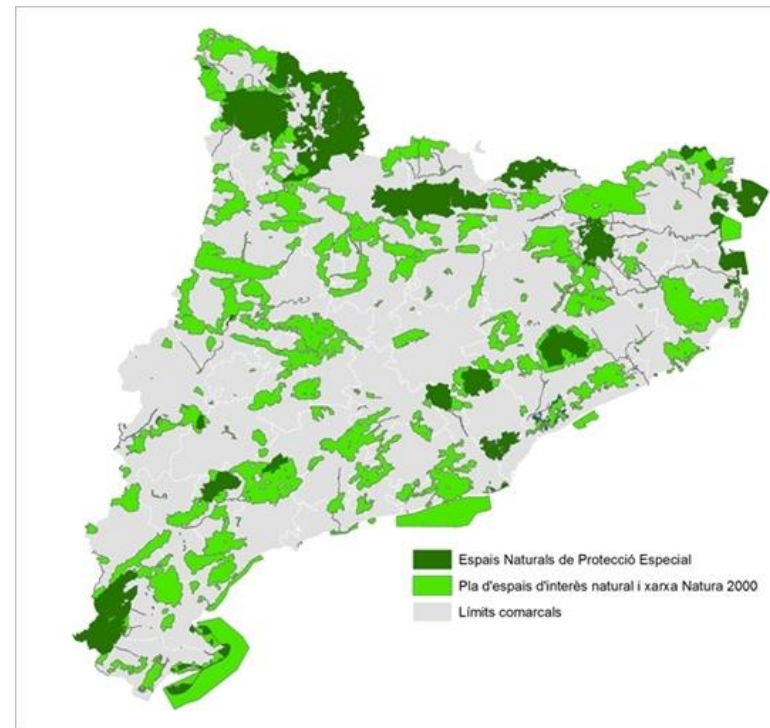 Espais Naturals de Protecció Especial
Pla d'espais d'interès natural i xarxa Natura 2000
Límits comarcals